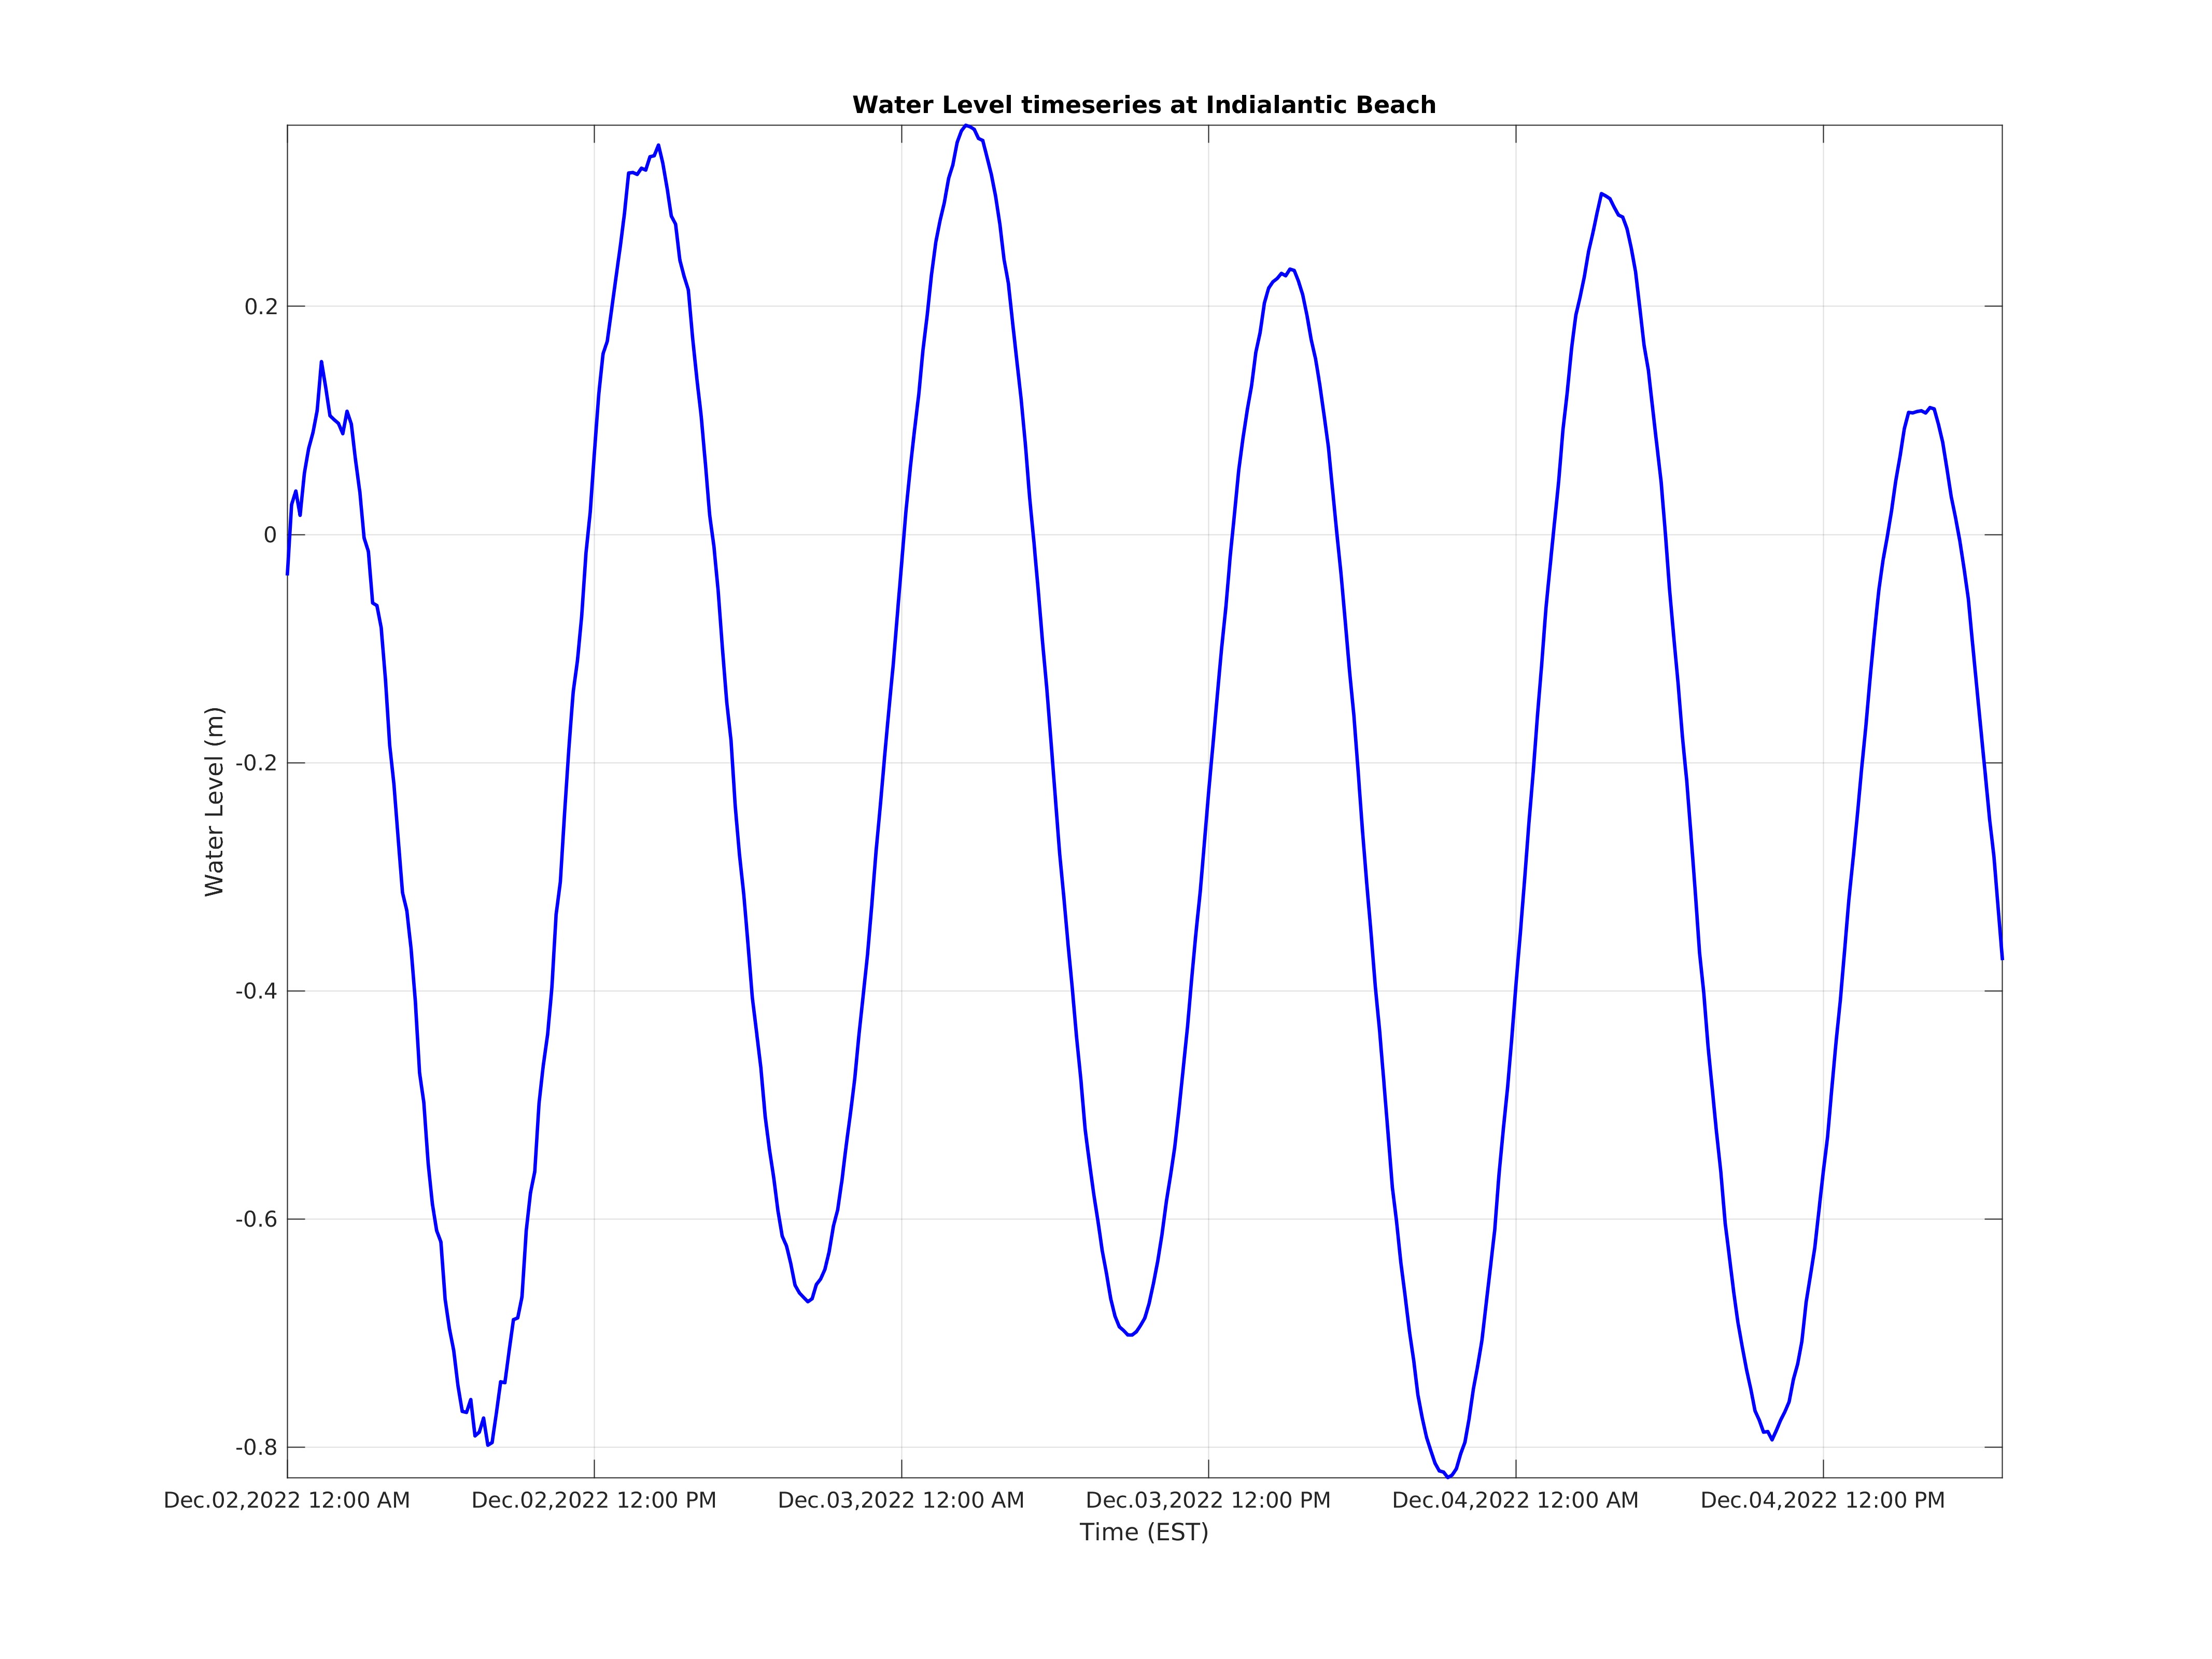 Water Level timeseries at Indialantic Beach
0.2
0
-0.2
-0.4
-0.6
-0.8
Water Level (m)
Dec.02,2022 12:00 AM
Dec.02,2022 12:00 PM
Dec.03,2022 12:00 AM
Dec.03,2022 12:00 PM
Dec.04,2022 12:00 AM
Dec.04,2022 12:00 PM
Time (EST)